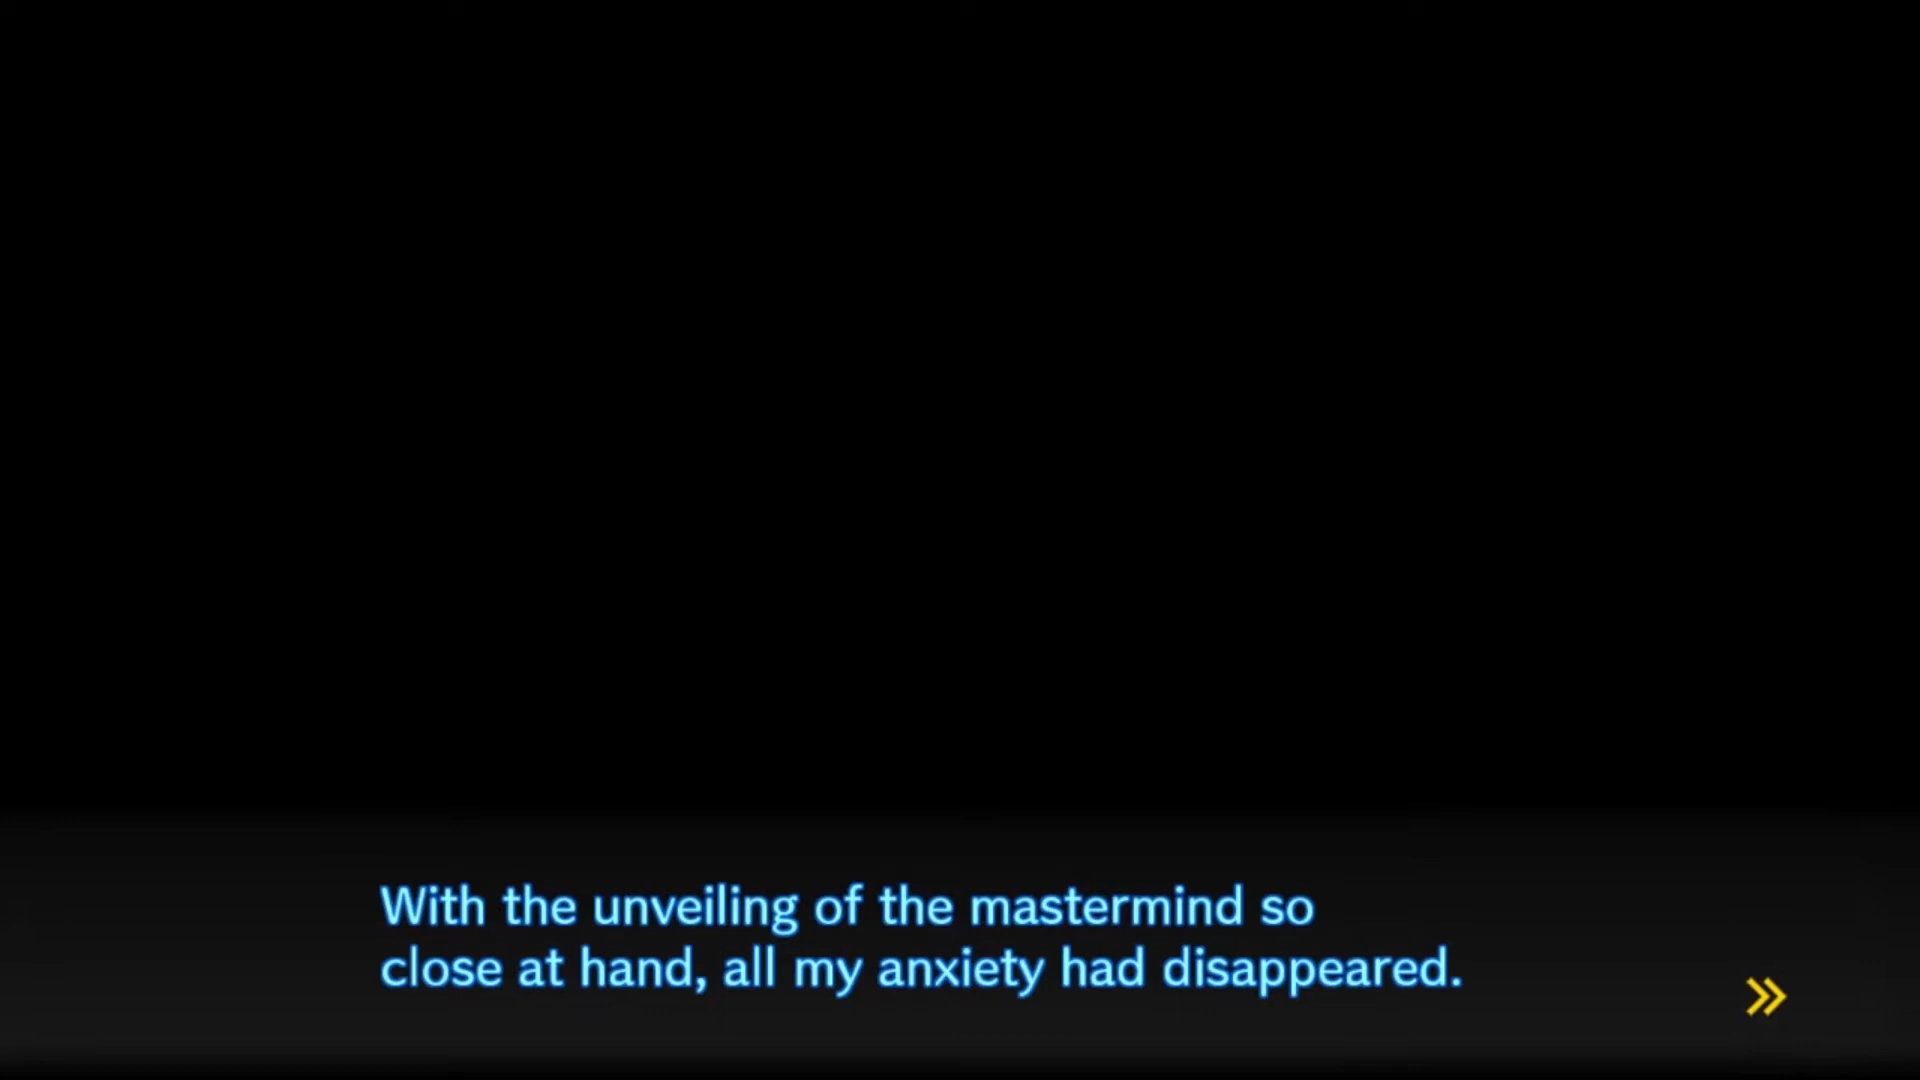 With the unveiling of the mastermind so
close at hand, all my anxiety had disappeared.